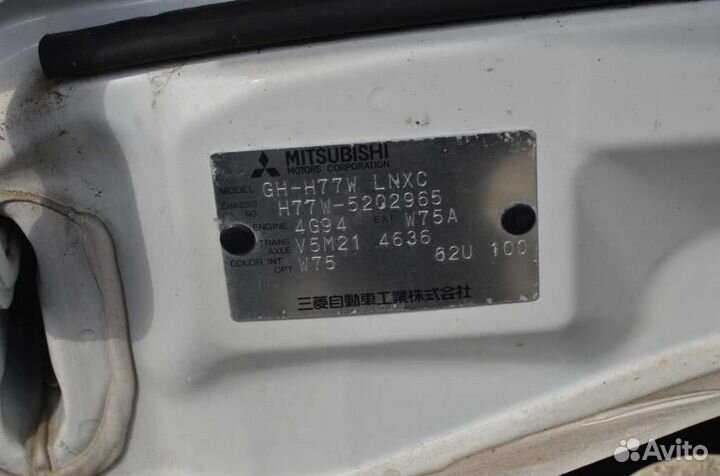 MITSUBISHI
MOTORS CORPORATION
MODEL GH-H77W LNXC
CHASSIS NO H77W-5202965
ENGINE 4G94 EXT W75A
TRANS AXLE V5M21 4636
COLOR, INT OPT W75 62U 100
三菱自動車工業株式会社
Avito